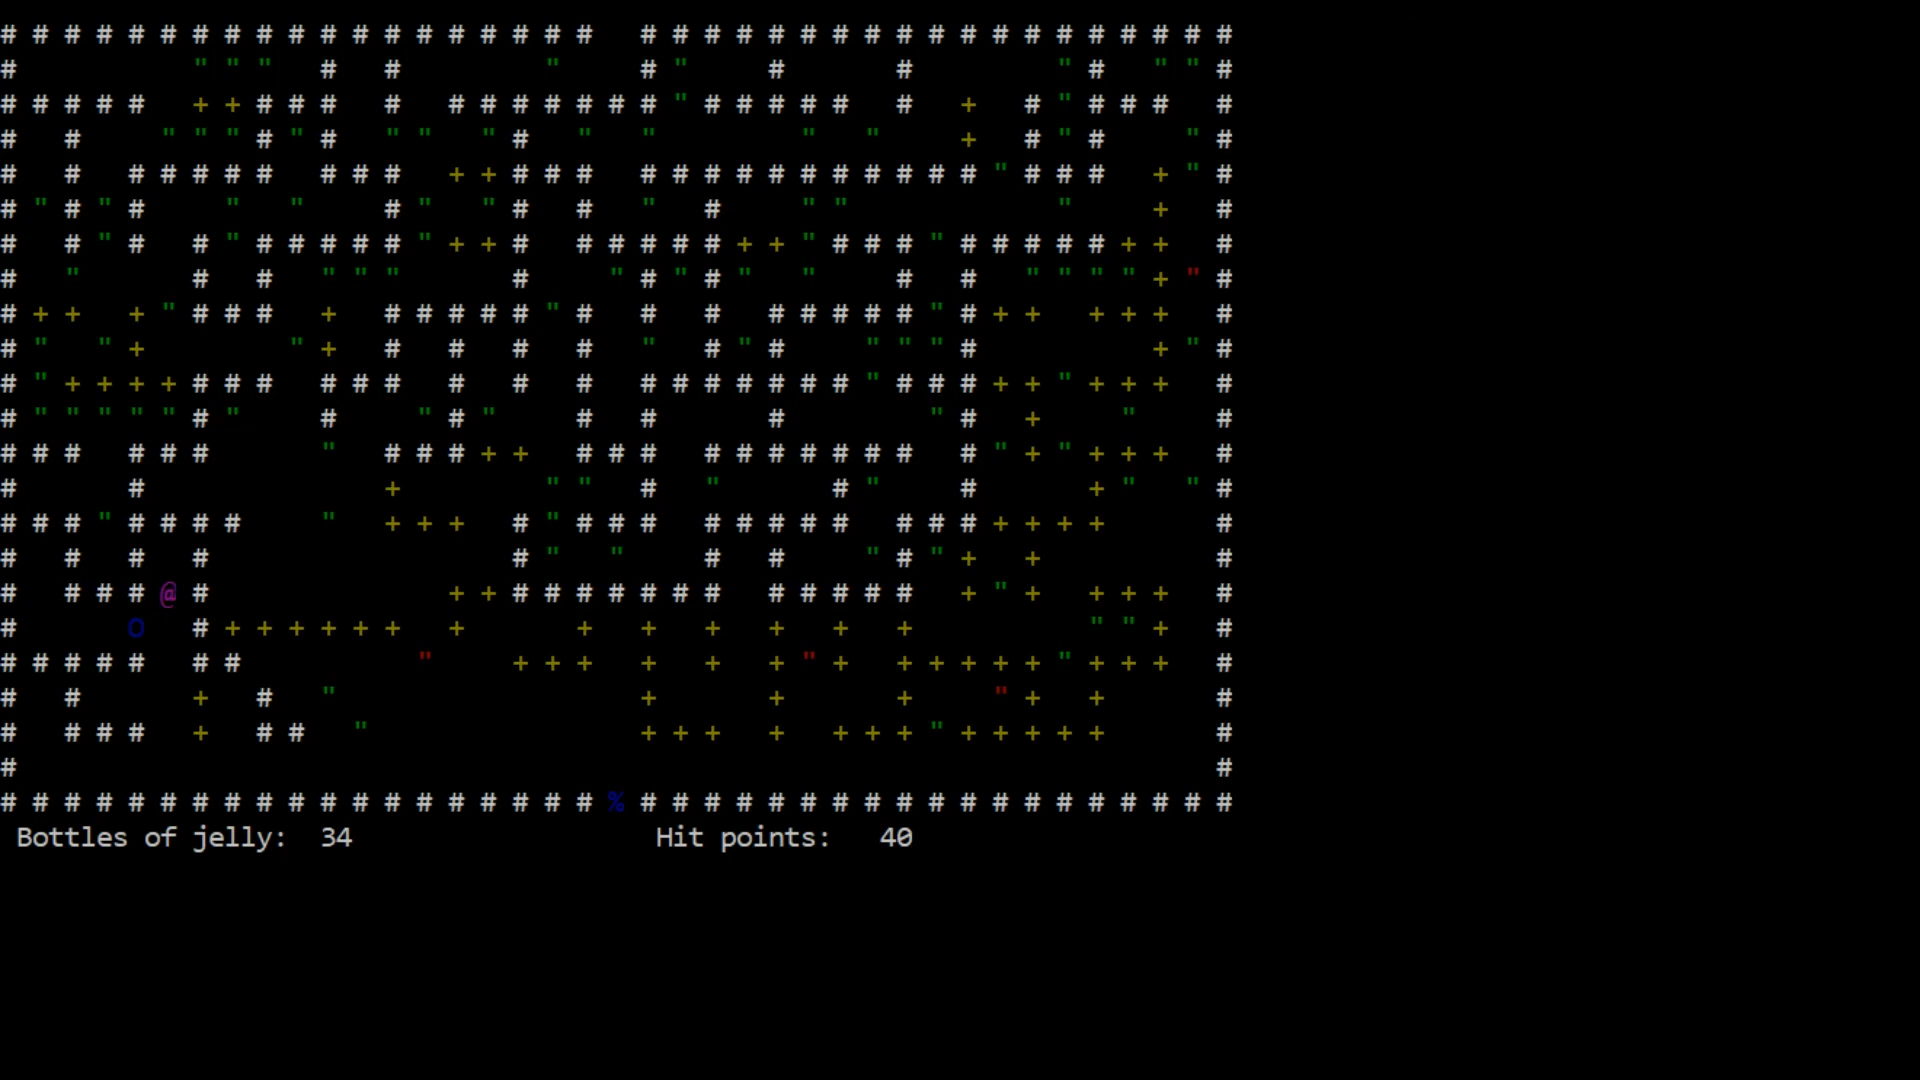 # # # # # # # # # # # # # # # # # # #   # # # # # # # # # # # # # # # # # # #
#           " " "   #   #         "     # "     #       #         " #   " " #
# # # # #   + + # # #   #   # # # # # # # " # # # # #   #   +   # " # # #   #
#   #     " " " # " #     " "   " #   "   "         "   "     +   # " #     " #
#   #   # # # # #   # # #   + + # # #   # # # # # # # # # # # " # # #   + " #
# " # " #     "   "     # "   " #   #   "   #     " "             "     +   #
#   # " #   # " # # # # # " + + #   # # # # # + + " # # # " # # # # # + +   #
#   "       #   #   " " "       #     " # " # "   "     #   #   " " " " + " #
# + +   + " # # #   +   # # # # # " #   #   #   # # # # # " # + +   + + +   #
# "   " +         " +   #   #   #   #   "   # " #     " " " #           + " #
# " + + + + # # #   # # #   #   #   #   # # # # # # # " # # # + + " + + +   #
# " " " " " # "     #     " # "     #   #       #         " #   +     "     #
# # #   # # #       "   # # # + +   # # #   # # # # # # #   # " + " + + +   #
#       #               +         " "   #   "       # "     #       + "   " #
# # # " # # # #     "   + + +   # " # # #   # # # # #   # # # + + + +       #
#   #   #   #                   # "   "     #   #     " # " +   +           #
#   # # # @ #               + + # # # # # # #   # # # # #   + " +   + + +   #
#       O   # + + + + + +   +       +   +   +   +   +   +           " " +   #
# # # # #   # #           "     + + +   +   +   + " +   + + + + + " + + +   #
#   #       +   #   "                   +       +       +     " +   +       #
#   # # #   +   # #   "                 + + +   +   + + + " + + + + +       #
#                                                                           #
# # # # # # # # # # # # # # # # # # # % # # # # # # # # # # # # # # # # # # #
Bottles of jelly:  34                   Hit points:   40